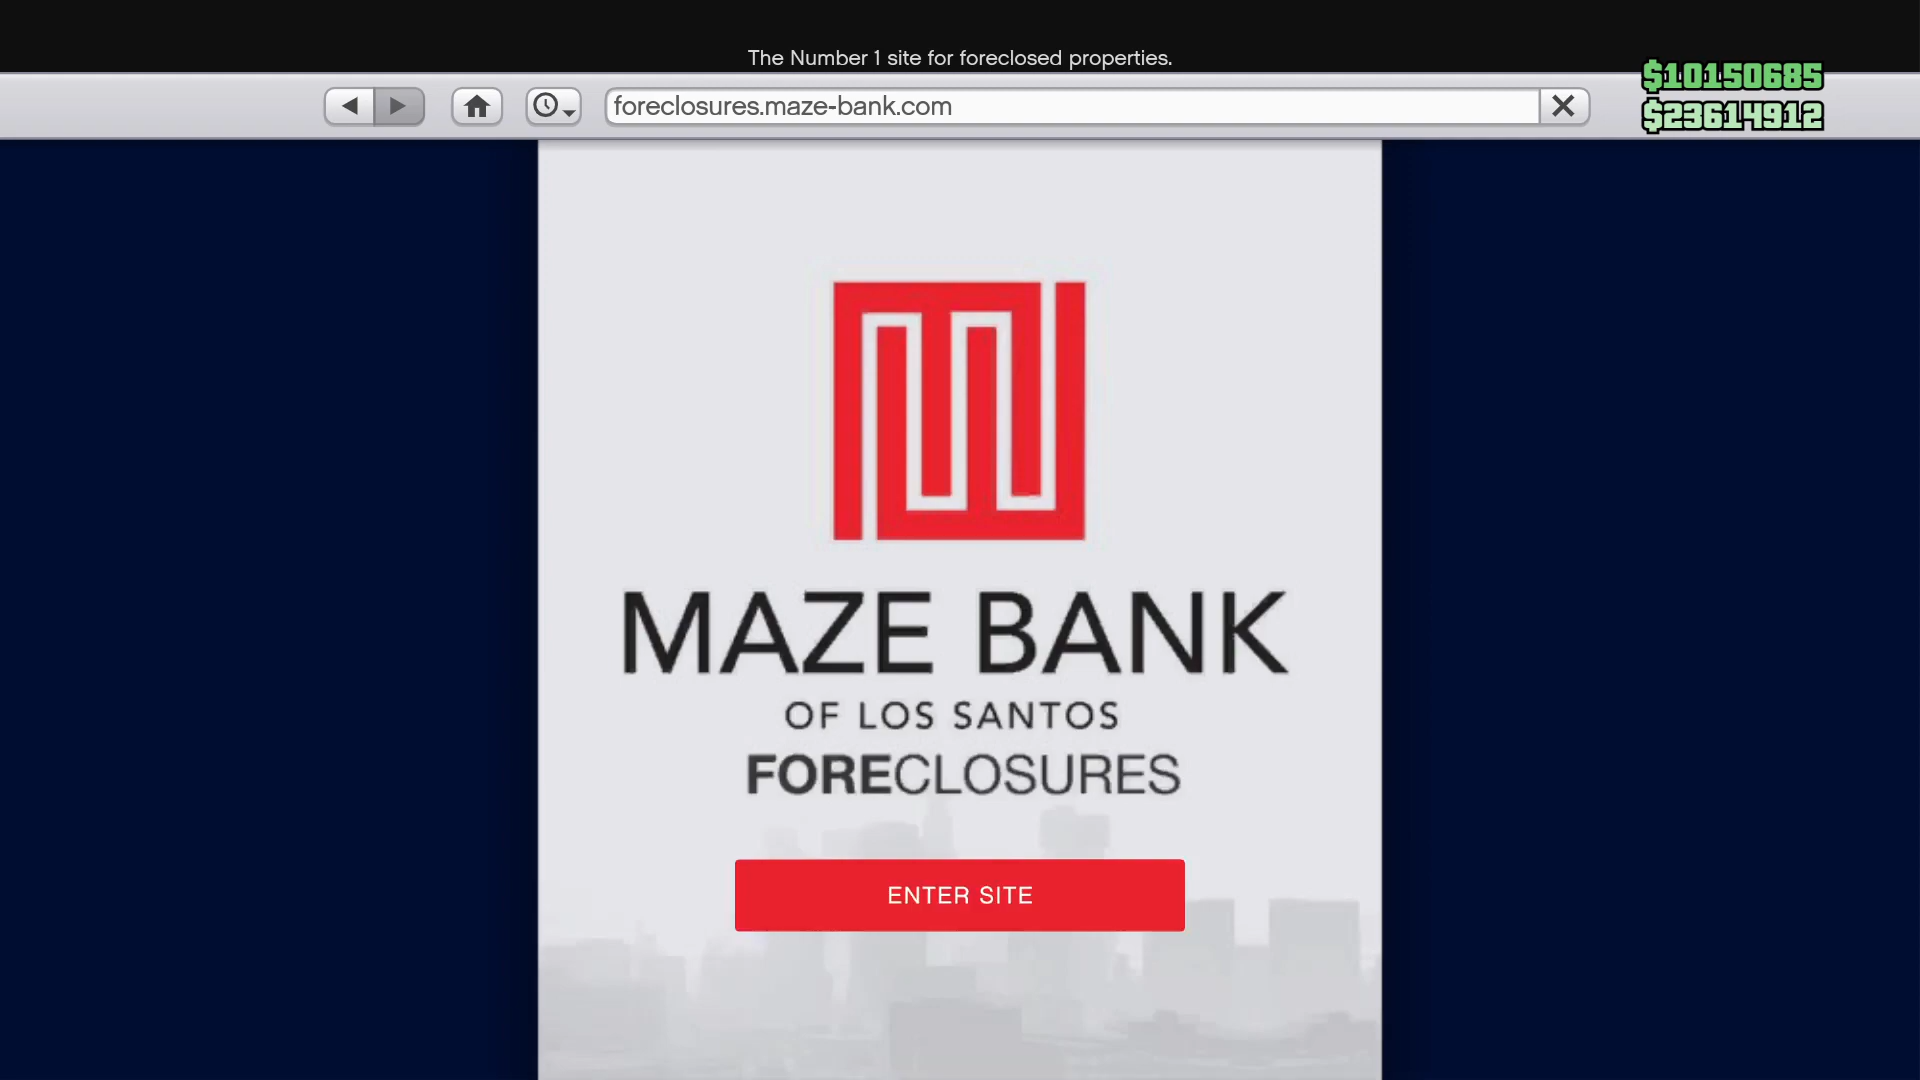 The Number 1 site for foreclosed properties.
foreclosures.maze-bank.com
$10150685
$23614912
MAZE BANK
OF LOS SANTOS
FORECLOSURES
ENTER SITE